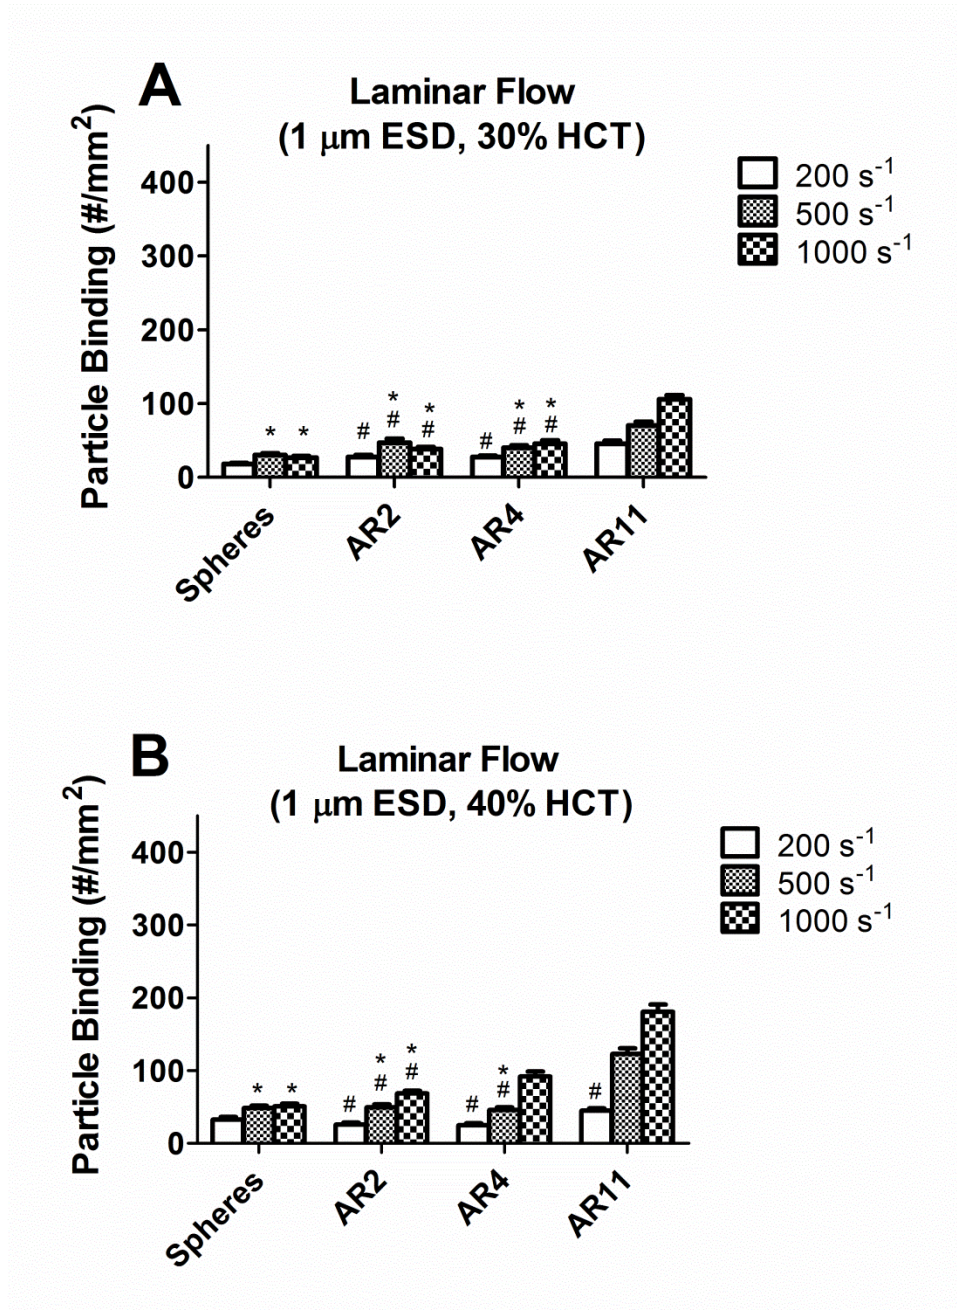 A
Laminar Flow
(1 μm ESD, 30% HCT)
Particle Binding (#/mm²)
400
300
200
100
0
200 s⁻¹
500 s⁻¹
1000 s⁻¹
* *
# * # * #
# * # * #
Spheres AR2 AR4 AR11
B
Laminar Flow
(1 μm ESD, 40% HCT)
Particle Binding (#/mm²)
400
300
200
100
0
200 s⁻¹
500 s⁻¹
1000 s⁻¹
* *
# * # * #
# * #
#
Spheres AR2 AR4 AR11